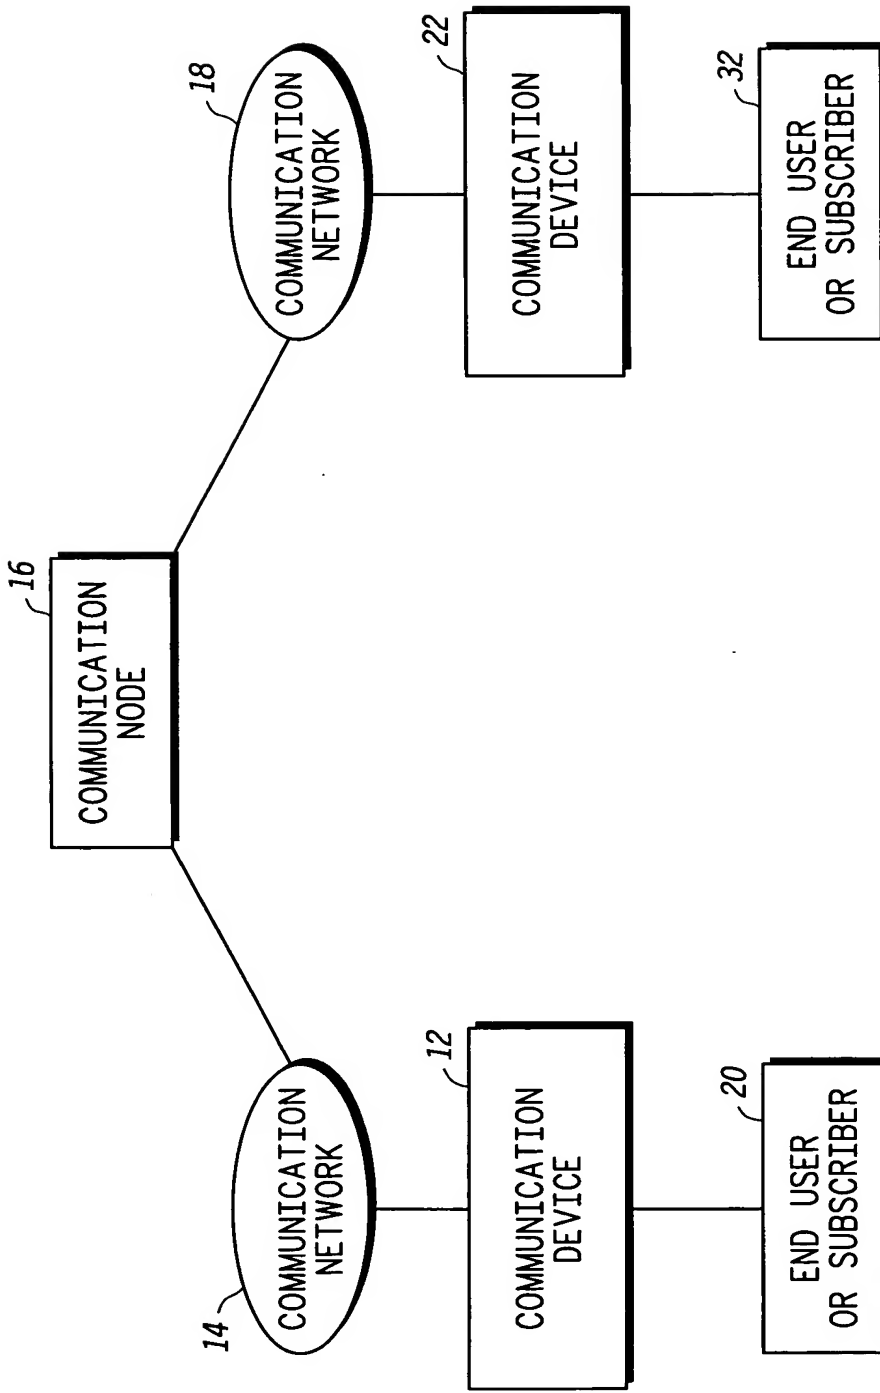 16
COMMUNICATION
NODE
14
COMMUNICATION
NETWORK
18
COMMUNICATION
NETWORK
12
COMMUNICATION
DEVICE
22
COMMUNICATION
DEVICE
20
END USER
OR SUBSCRIBER
32
END USER
OR SUBSCRIBER